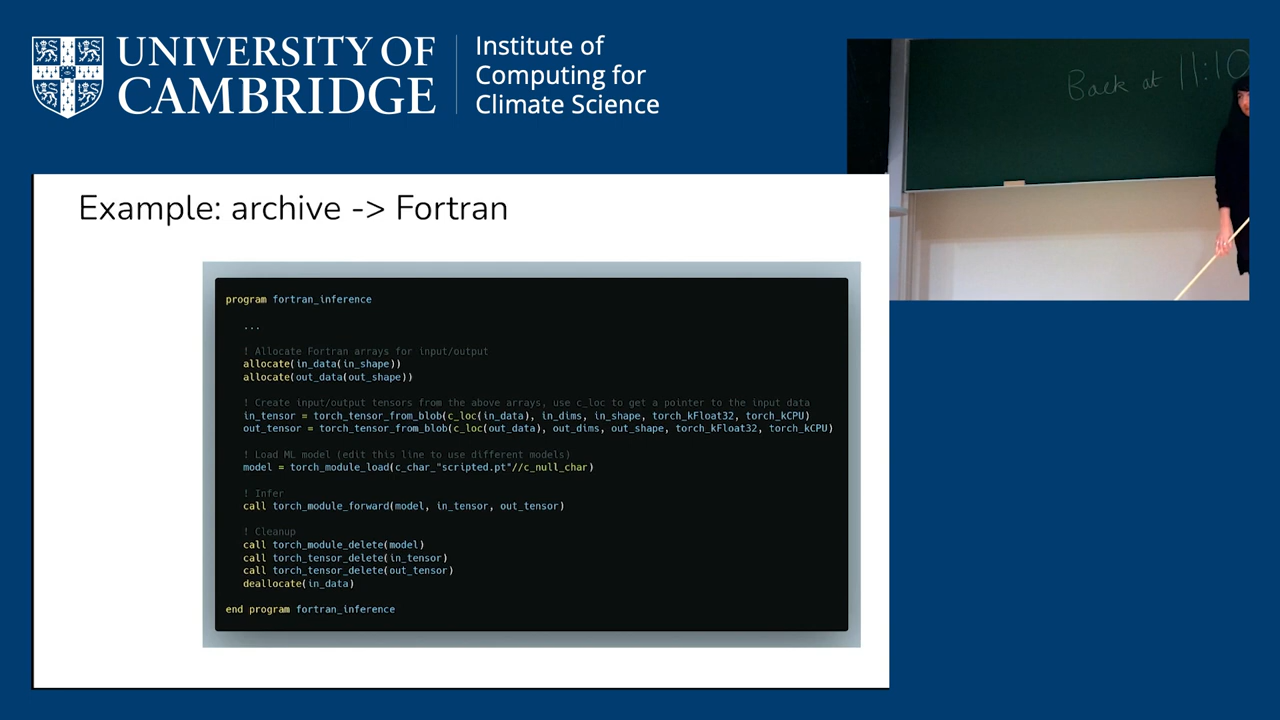 UNIVERSITY OF
CAMBRIDGE
Institute of
Computing for
Climate Science
Back at 11:10
Example: archive -> Fortran
program fortran_inference
...
! Allocate Fortran arrays for input/output
allocate(in_data(in_shape))
allocate(out_data(out_shape))
! Create input/output tensors from the above arrays, use c_loc to get a pointer to the input data
in_tensor = torch_tensor_from_blob(c_loc(in_data), in_dims, in_shape, torch_kFloat32, torch_kCPU)
out_tensor = torch_tensor_from_blob(c_loc(out_data), out_dims, out_shape, torch_kFloat32, torch_kCPU)
! Load ML model (edit this line to use different models)
model = torch_module_load(c_char_"scripted.pt"//c_null_char)
! Infer
call torch_module_forward(model, in_tensor, out_tensor)
! Cleanup
call torch_module_delete(model)
call torch_tensor_delete(in_tensor)
call torch_tensor_delete(out_tensor)
deallocate(in_data)
end program fortran_inference